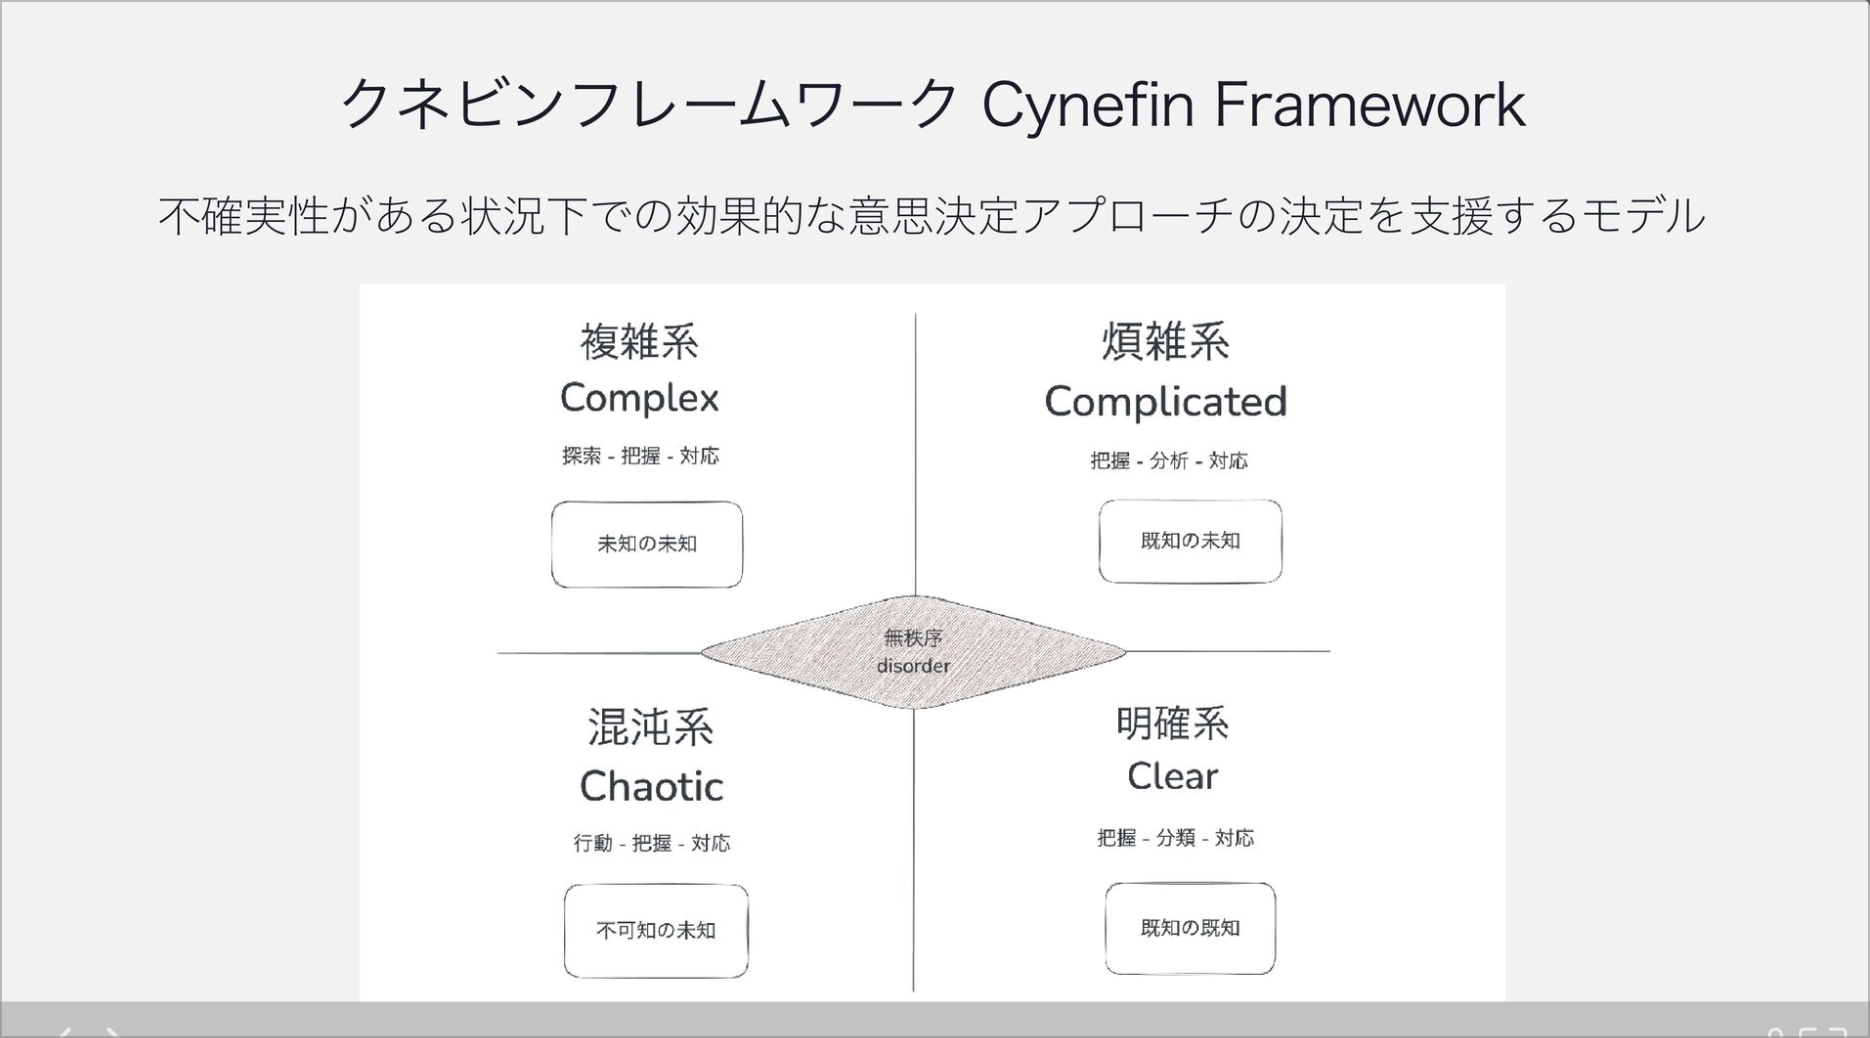 クネビンフレームワーク Cynefin Framework
不確実性がある状況下での効果的な意思決定アプローチの決定を支援するモデル
複雑系
Complex
探索 - 把握 - 対応
未知の未知
煩雑系
Complicated
把握 - 分析 - 対応
既知の未知
無秩序
disorder
混沌系
Chaotic
行動 - 把握 - 対応
不可知の未知
明確系
Clear
把握 - 分類 - 対応
既知の既知